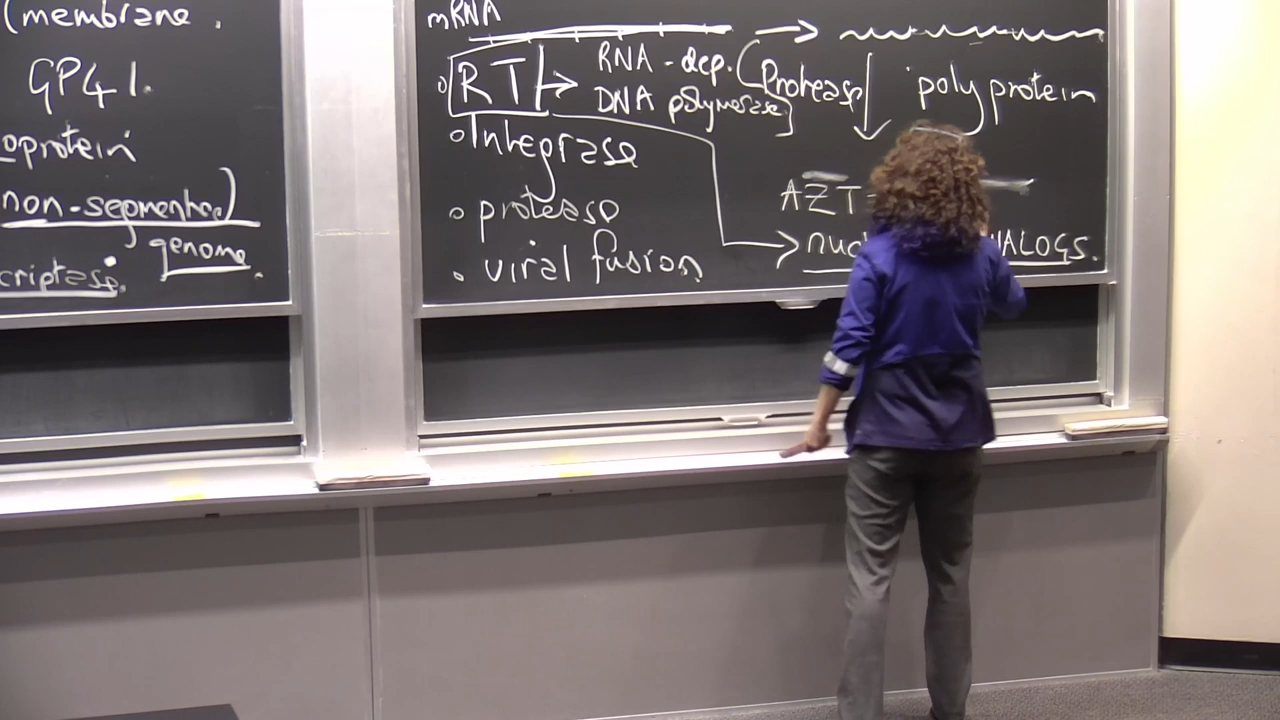 (membrane.
GP41.
oprotein
non-segmented)
genome.
criptase.
mRNA
RT → RNA-dep. (Protease
DNA polymerase]
polyprotein
Integrase
protease
viral fusion
AZT
nuc ALOGS.